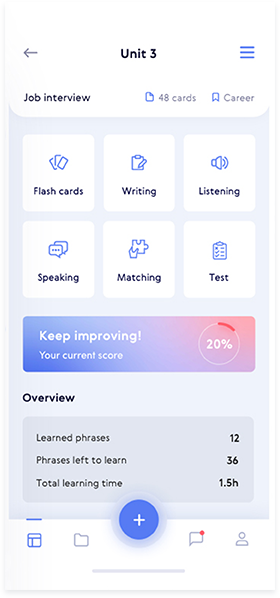 Unit 3
Job interview 48 cards Career
Flash cards Writing Listening
Speaking Matching Test
Keep improving!
Your current score
20%
Overview
Learned phrases 12
Phrases left to learn 36
Total learning time 1.5h